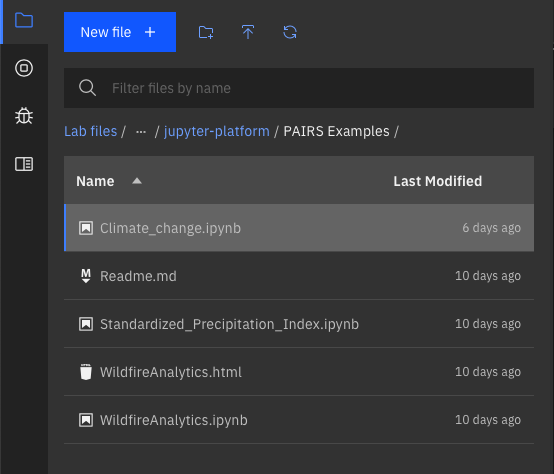 New file +
Filter files by name
Lab files / ··· / jupyter-platform / PAIRS Examples /
Name Last Modified
Climate_change.ipynb 6 days ago
M Readme.md 10 days ago
Standardized_Precipitation_Index.ipynb 10 days ago
WildfireAnalytics.html 10 days ago
WildfireAnalytics.ipynb 10 days ago